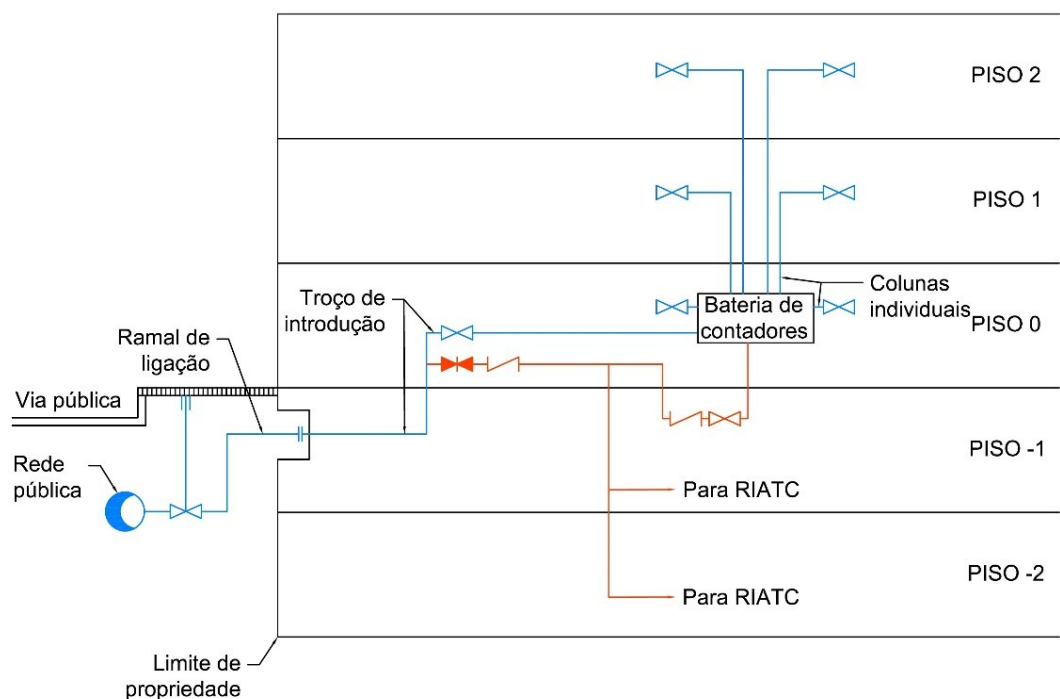 PISO 2
PISO 1
Troço de
introdução
Bateria de
contadores
Colunas
individuais
PISO 0
Ramal de
ligação
Via pública
Rede
pública
PISO -1
Para RIATC
PISO -2
Para RIATC
Limite de
propriedade